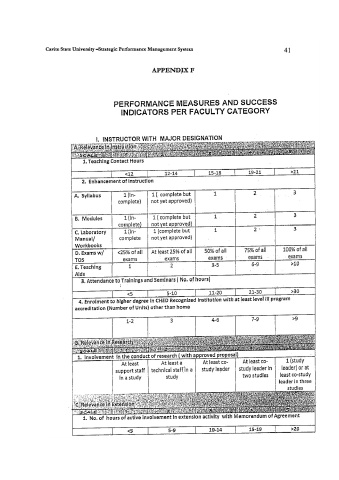 Cavite State University –Strategic Performance Management System 41
APPENDIX F
PERFORMANCE MEASURES AND SUCCESS
INDICATORS PER FACULTY CATEGORY
I. INSTRUCTOR WITH MAJOR DESIGNATION
A. Relevance in Instruction
1. Teaching Contact Hours
<12 12-14 15-18 19-21 >21
2. Enhancement of Instruction
A. Syllabus 1 (In-complete) 1 ( complete but not yet approved) 1 2 3
B. Modules 1 (In-complete) 1 ( complete but not yet approved) 1 2 3
C. Laboratory Manual/ Workbooks 1 (In-complete 1 (complete but not yet approved) 1 2 3
D. Exams w/ TOS <25% of all exams At least 25% of all exams 50% of all exams 75% of all exams 100% of all exams
E. Teaching Aids 1 2 3-5 6-9 >10
3. Attendance to Trainings and Seminars ( No. of hours)
<5 5-10 11-20 21-30 >30
4. Enrolment to higher degree in CHED Recognized Institution with at least level III program
accreditation (Number of Units) other than home
1-2 3 4-6 7-9 >9
B. Relevance in Research
1. Involvement in the conduct of research ( with approved proposal)
At least support staff in a study At least a technical staff in a study At least co-study leader At least co-study leader in two studies 1 (study leader) or at least co-study leader in three studies
C. Relevance in Extension
1. No. of hours of active involvement in extension activity with Memorandum of Agreement
<5 5-9 10-14 15-19 >20